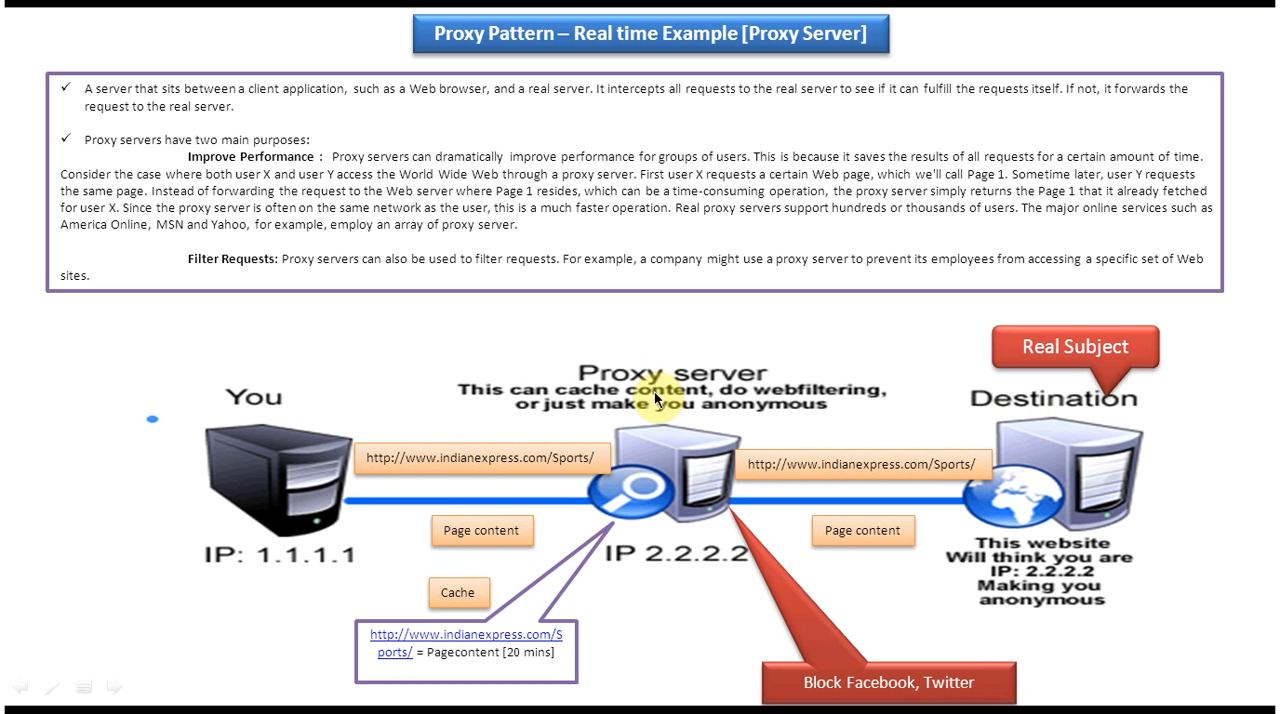 Proxy Pattern – Real time Example [Proxy Server]
✓ A server that sits between a client application, such as a Web browser, and a real server. It intercepts all requests to the real server to see if it can fulfill the requests itself. If not, it forwards the
request to the real server.
✓ Proxy servers have two main purposes:
Improve Performance : Proxy servers can dramatically improve performance for groups of users. This is because it saves the results of all requests for a certain amount of time.
Consider the case where both user X and user Y access the World Wide Web through a proxy server. First user X requests a certain Web page, which we'll call Page 1. Sometime later, user Y requests
the same page. Instead of forwarding the request to the Web server where Page 1 resides, which can be a time-consuming operation, the proxy server simply returns the Page 1 that it already fetched
for user X. Since the proxy server is often on the same network as the user, this is a much faster operation. Real proxy servers support hundreds or thousands of users. The major online services such as
America Online, MSN and Yahoo, for example, employ an array of proxy server.
Filter Requests: Proxy servers can also be used to filter requests. For example, a company might use a proxy server to prevent its employees from accessing a specific set of Web
sites.
Real Subject
Proxy server
This can cache content, do webfiltering,
or just make you anonymous
You
Destination
http://www.indianexpress.com/Sports/
http://www.indianexpress.com/Sports/
Page content
Page content
IP: 1.1.1.1
IP 2.2.2.2
This website
Will think you are
IP: 2.2.2.2
Making you
anonymous
Cache
http://www.indianexpress.com/S
ports/ = Pagecontent [20 mins]
Block Facebook, Twitter